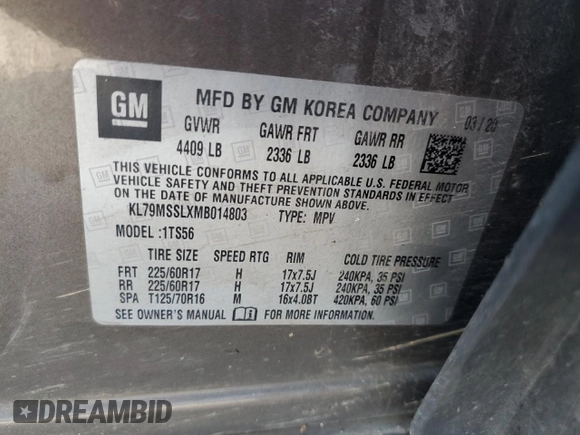 GM
MFD BY GM KOREA COMPANY 03/20
GVWR GAWR FRT GAWR RR
4409 LB 2336 LB 2336 LB
THIS VEHICLE CONFORMS TO ALL APPLICABLE U.S. FEDERAL MOTOR
VEHICLE SAFETY AND THEFT PREVENTION STANDARDS IN EFFECT
ON THE DATE OF MANUFACTURE SHOWN ABOVE.
KL79MSSLXMB014803 TYPE: MPV
MODEL :1TS56
TIRE SIZE SPEED RTG RIM COLD TIRE PRESSURE
FRT 225/60R17 H 17x7.5J 240KPA, 35 PSI
RR 225/60R17 H 17x7.5J 240KPA, 35 PSI
SPA T125/70R16 M 16x4.0BT 420KPA, 60 PSI
SEE OWNER'S MANUAL FOR MORE INFORMATION.
DREAMBID